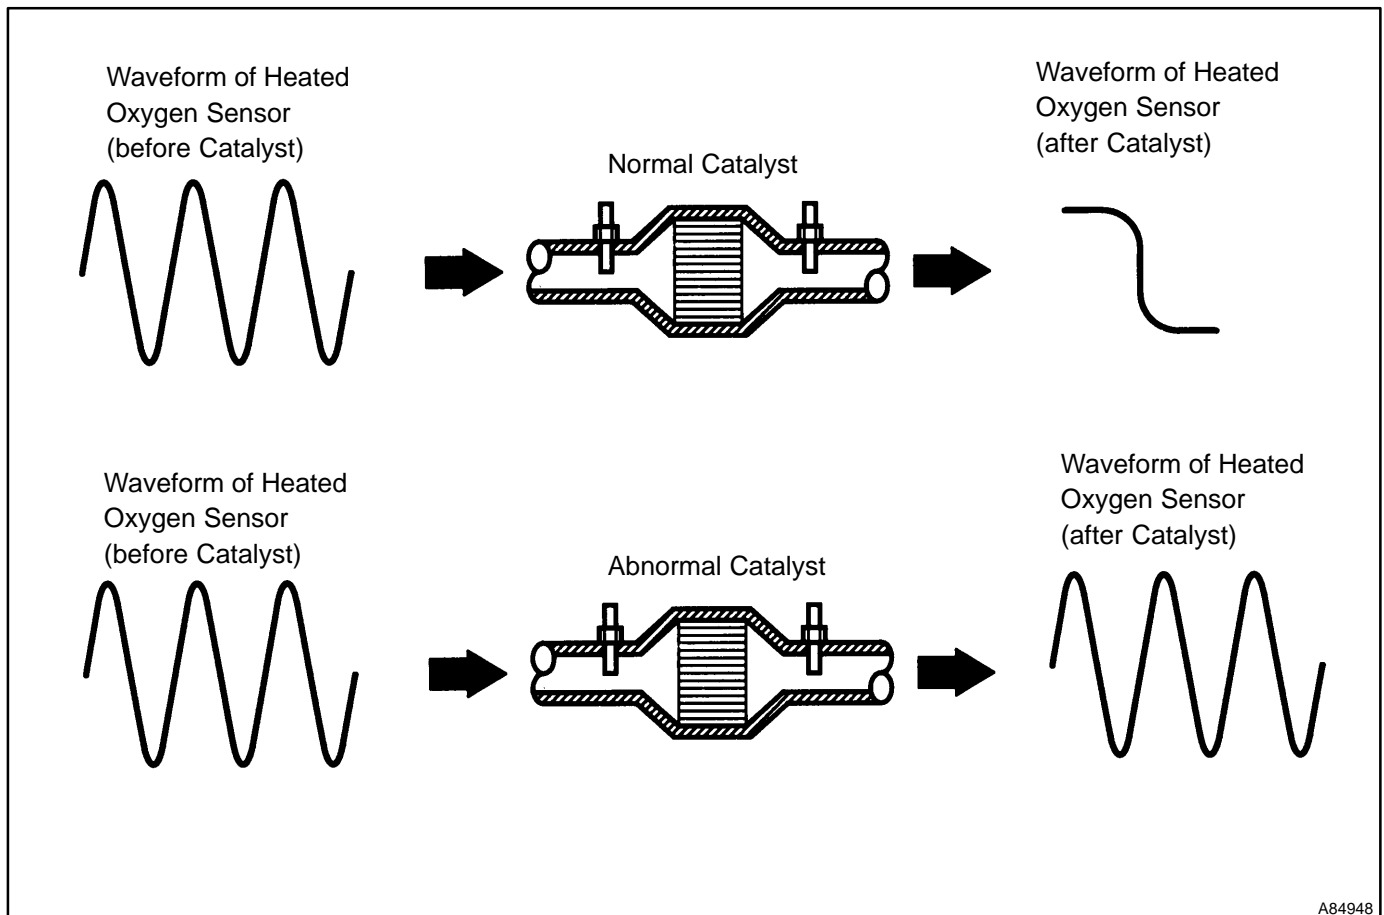 Waveform of Heated
Oxygen Sensor
(before Catalyst)
Normal Catalyst
Waveform of Heated
Oxygen Sensor
(after Catalyst)
Waveform of Heated
Oxygen Sensor
(before Catalyst)
Abnormal Catalyst
Waveform of Heated
Oxygen Sensor
(after Catalyst)
A84948